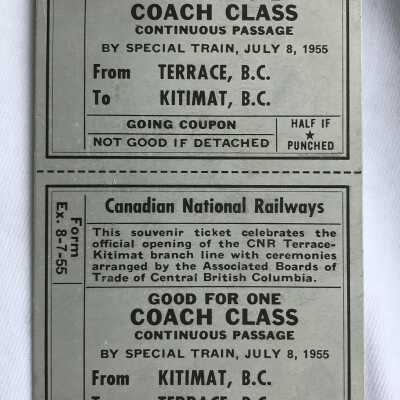 COACH CLASS
CONTINUOUS PASSAGE
BY SPECIAL TRAIN, JULY 8, 1955
From TERRACE, B.C.
To KITIMAT, B.C.
GOING COUPON
NOT GOOD IF DETACHED
HALF IF
★
PUNCHED
Form
Ex. 8-7-55
Canadian National Railways
This souvenir ticket celebrates the
official opening of the CNR Terrace-
Kitimat branch line with ceremonies
arranged by the Associated Boards of
Trade of Central British Columbia.
GOOD FOR ONE
COACH CLASS
CONTINUOUS PASSAGE
BY SPECIAL TRAIN, JULY 8, 1955
From KITIMAT, B.C.
To TERRACE, B.C.